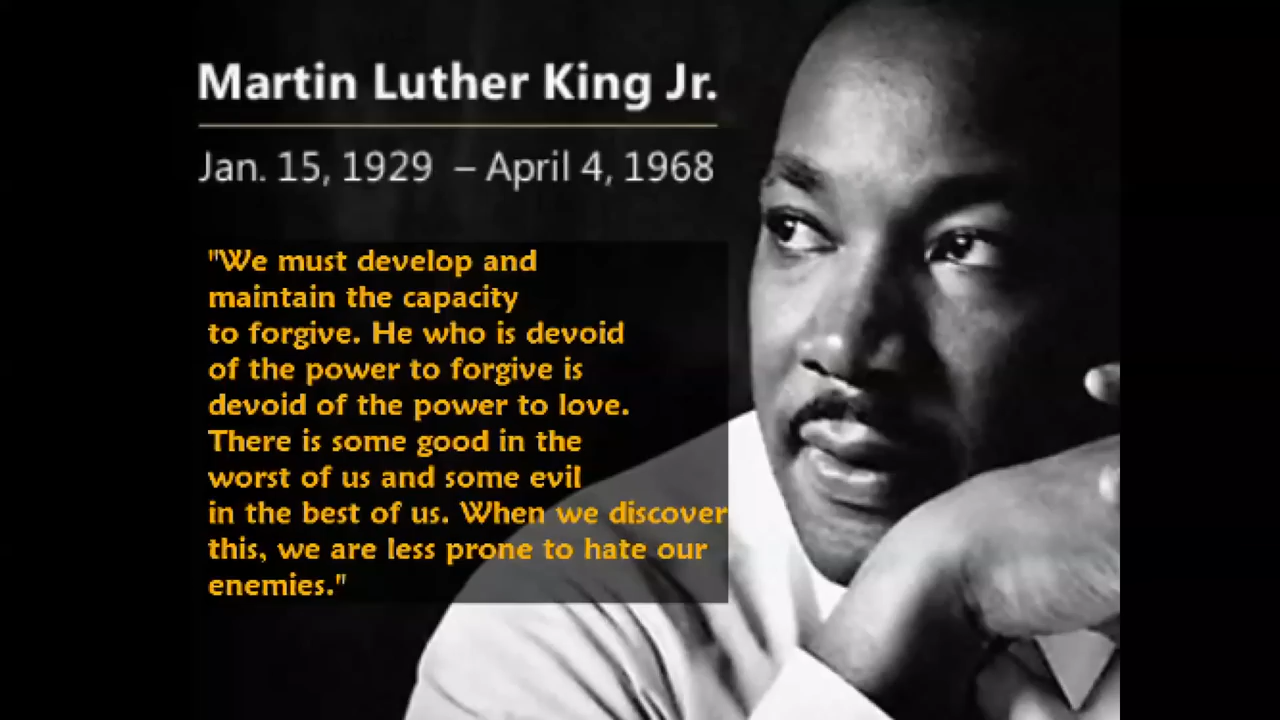 Martin Luther King Jr.
Jan. 15, 1929 – April 4, 1968
"We must develop and
maintain the capacity
to forgive. He who is devoid
of the power to forgive is
devoid of the power to love.
There is some good in the
worst of us and some evil
in the best of us. When we discover
this, we are less prone to hate our
enemies."